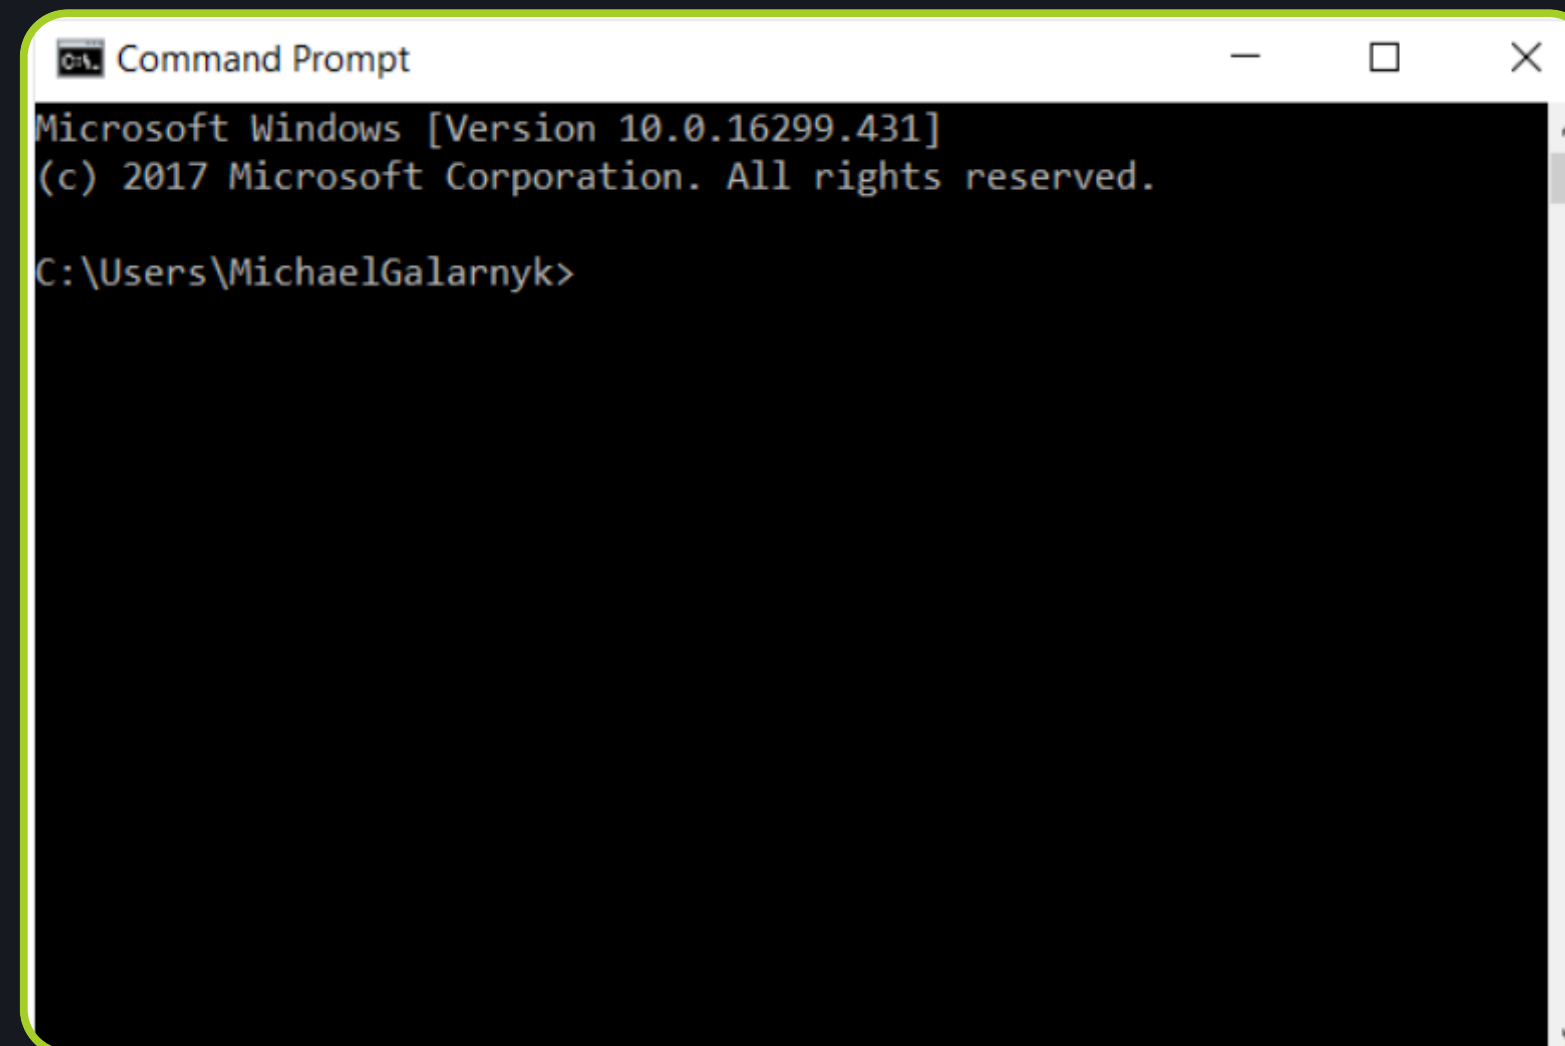 Command Prompt
Microsoft Windows [Version 10.0.16299.431]
(c) 2017 Microsoft Corporation. All rights reserved.
C:\Users\MichaelGalarnyk>